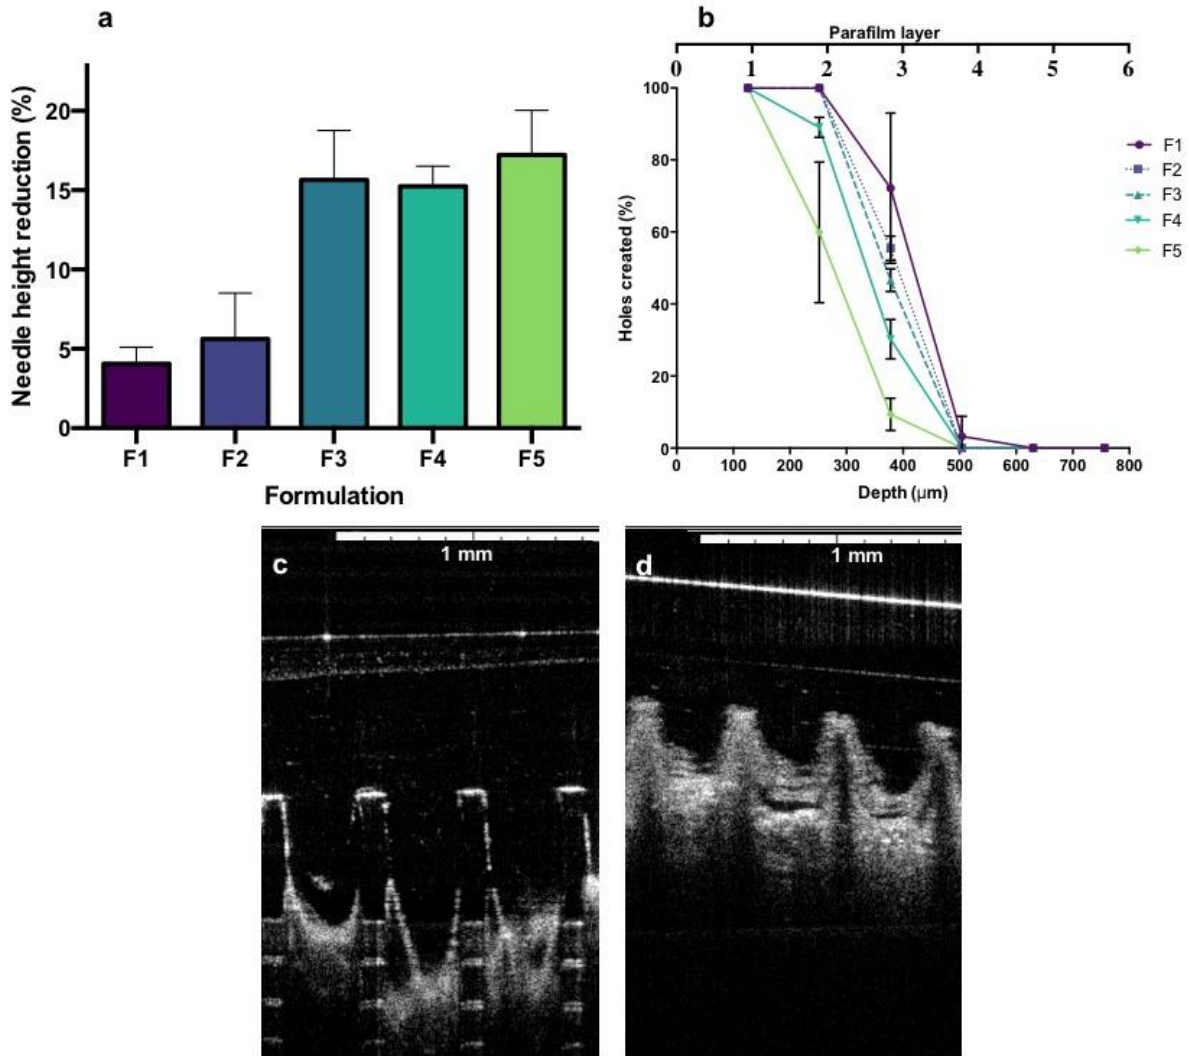 a
Needle height reduction (%)
20
15
10
5
0
F1 F2 F3 F4 F5
Formulation
b
Parafilm layer
0 1 2 3 4 5 6
Holes created (%)
100
80
60
40
20
0
0 100 200 300 400 500 600 700 800
Depth (μm)
F1
F2
F3
F4
F5
c
1 mm
d
1 mm